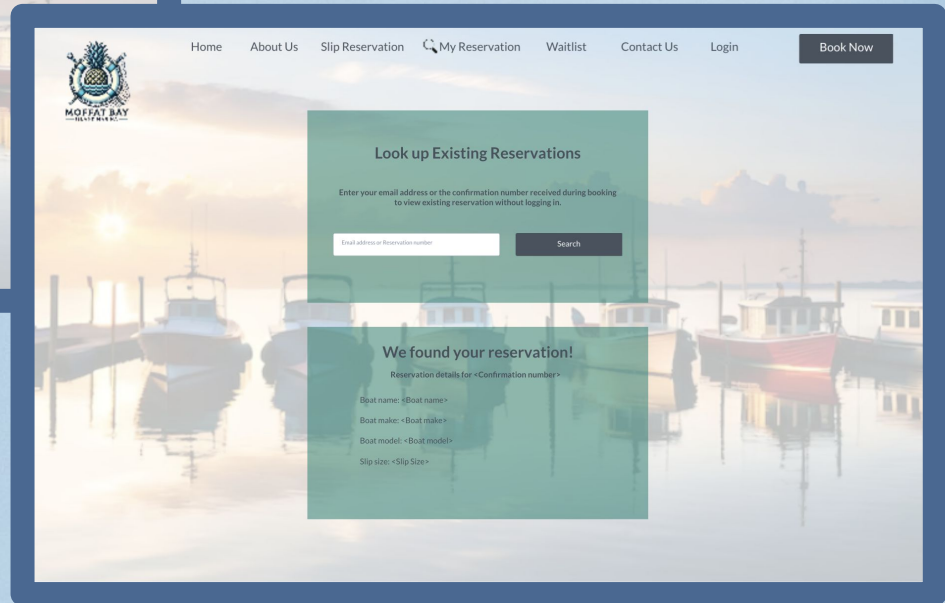 Home About Us Slip Reservation My Reservation Waitlist Contact Us Login Book Now
MOFFAT BAY
Look up Existing Reservations
Enter your email address or the confirmation number received during booking
to view existing reservation without logging in.
Email address or Reservation number Search
We found your reservation!
Reservation details for <Confirmation number>
Boat name: <Boat name>
Boat make: <Boat make>
Boat model: <Boat model>
Slip size: <Slip Size>